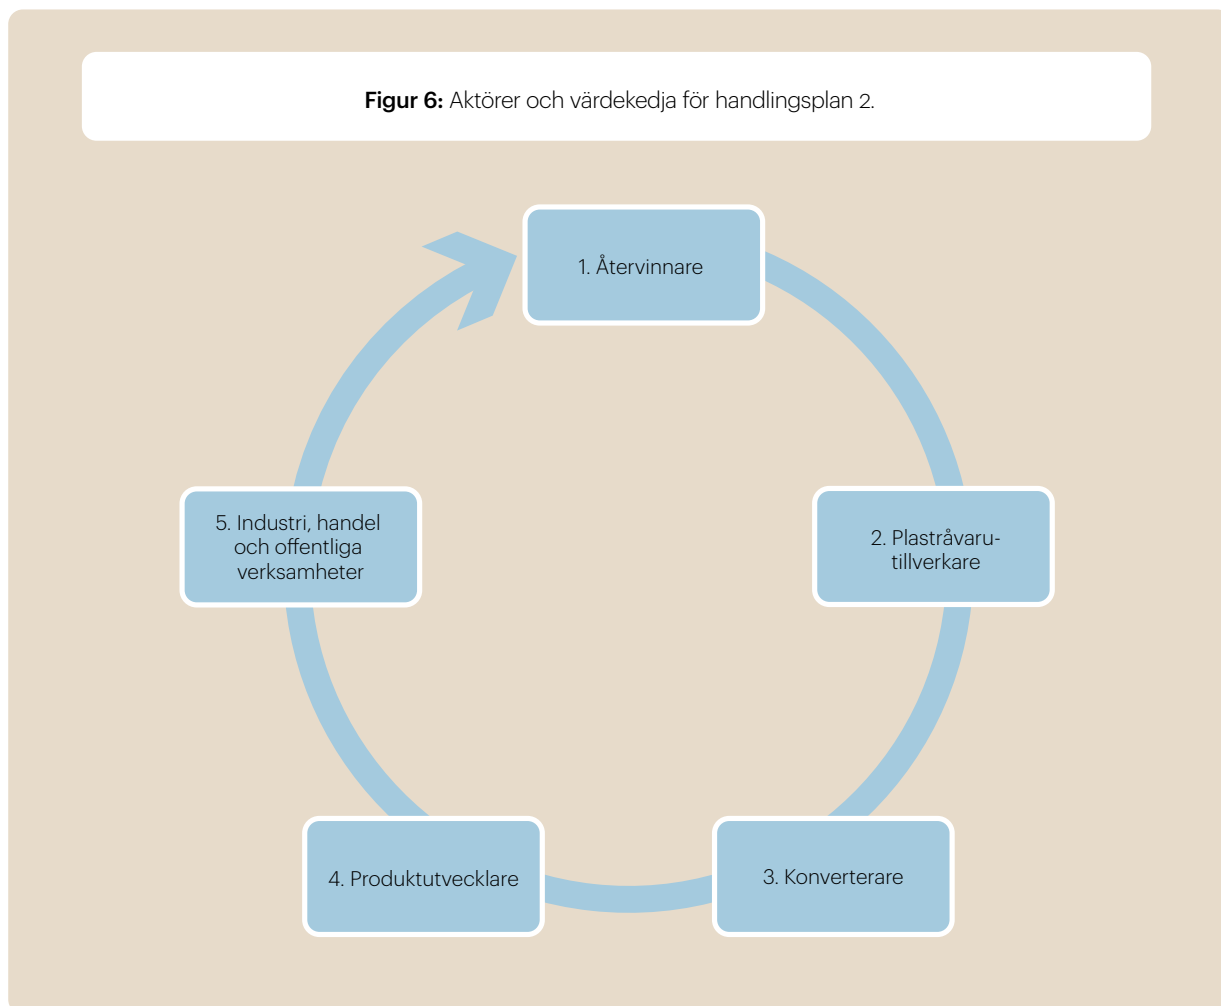 Figur 6: Aktörer och värdekedja för handlingsplan 2.
1. Återvinnare
2. Plastråvaru-
tillverkare
3. Konverterare
4. Produktutvecklare
5. Industri, handel
och offentliga
verksamheter